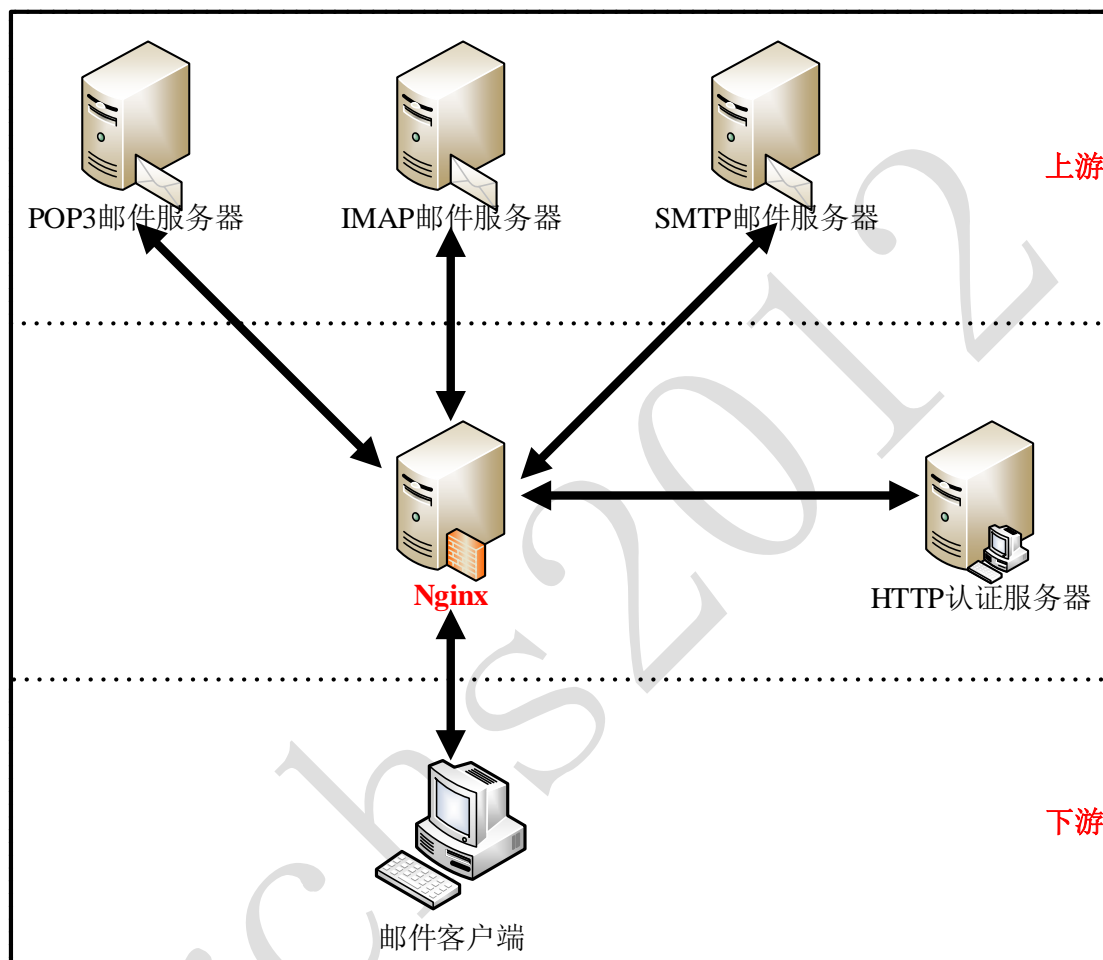 上游
POP3邮件服务器
IMAP邮件服务器
SMTP邮件服务器
Nginx
HTTP认证服务器
下游
邮件客户端
rchs2012